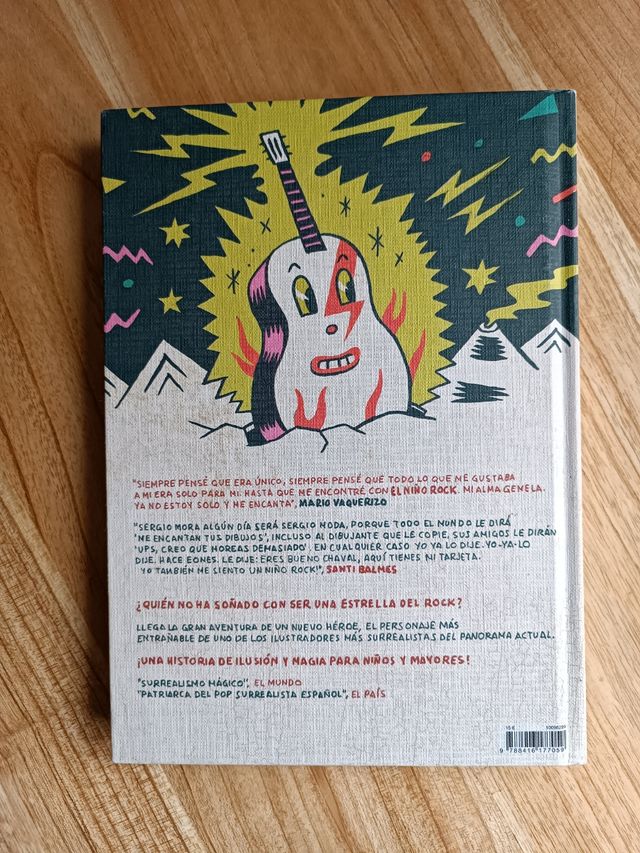 "SIEMPRE PENSÉ QUE ERA ÚNICO, SIEMPRE PENSÉ QUE TODO LO QUE ME GUSTABA
A MI ERA SOLO PARA MI. HASTA QUE ME ENCONTRÉ CON EL NIÑO ROCK. MI ALMA GEMELA.
YA NO ESTOY SOLO Y ME ENCANTA", MARIO VAQUERIZO
"SERGIO MORA ALGÚN DÍA SERÁ SERGIO MODA, PORQUE TODO EL MUNDO LE DIRÁ
'ME ENCANTAN TUS DIBUJOS', INCLUSO AL DIBUJANTE QUE LE COPIE, SUS AMIGOS LE DIRÁN
'UPS, CREO QUE MOREAS DEMASIADO'. EN CUALQUIER CASO YO YA LO DIJE. YO-YA-LO
DIJE. HACE EONES. LE DIJE: ERES BUENO CHAVAL, AQUÍ TIENES MI TARJETA.
YO TAMBIÉN ME SIENTO UN NIÑO ROCK!", SANTI BALMES
¿QUIÉN NO HA SOÑADO CON SER UNA ESTRELLA DEL ROCK?
LLEGA LA GRAN AVENTURA DE UN NUEVO HÉROE, EL PERSONAJE MÁS
ENTRAÑABLE DE UNO DE LOS ILUSTRADORES MÁS SURREALISTAS DEL PANORAMA ACTUAL.
¡UNA HISTORIA DE ILUSIÓN Y MAGIA PARA NIÑOS Y MAYORES!
"SURREALISMO MÁGICO", EL MUNDO
"PATRIARCA DEL POP SURREALISTA ESPAÑOL", EL PAÍS
15 €
9 788416 177059